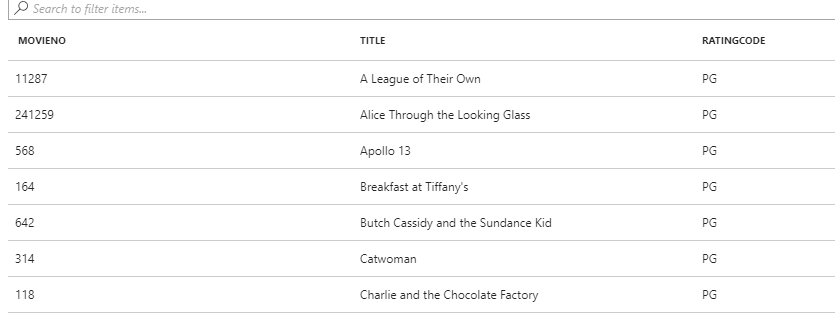 Search to filter items...
MOVIENO TITLE RATINGCODE
11287 A League of Their Own PG
241259 Alice Through the Looking Glass PG
568 Apollo 13 PG
164 Breakfast at Tiffany's PG
642 Butch Cassidy and the Sundance Kid PG
314 Catwoman PG
118 Charlie and the Chocolate Factory PG